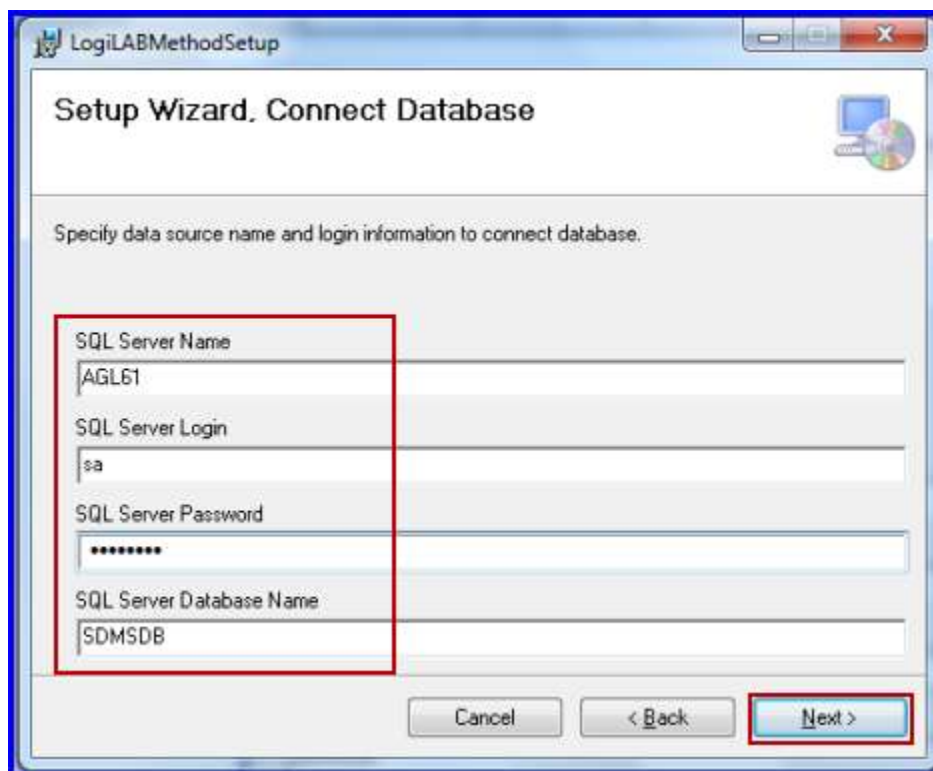 LogiLABMethodSetup
Setup Wizard, Connect Database
Specify data source name and login information to connect database.
SQL Server Name
AGL61
SQL Server Login
sa
SQL Server Password
••••••••
SQL Server Database Name
SDMSDB
Cancel
< Back
Next >